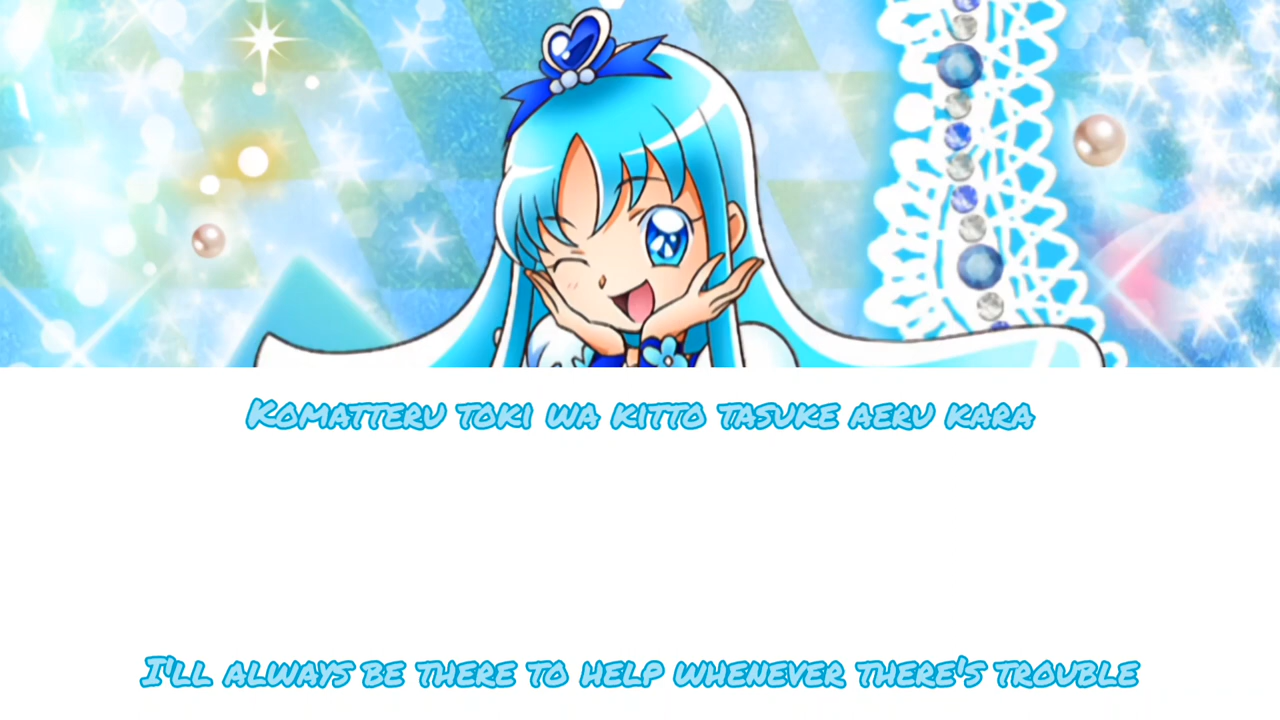 Komatteru toki wa kitto tasuke aeru kara
I'll always be there to help whenever there's trouble